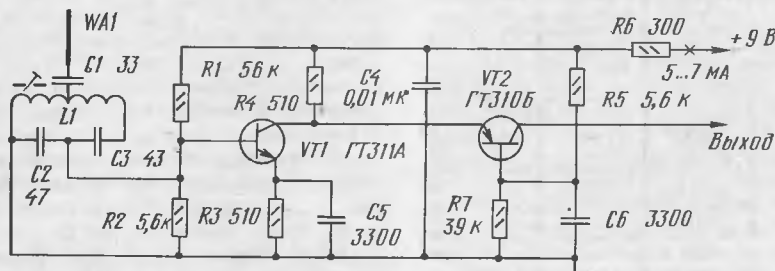 WA1
C1 33
L1
C2
47
C3 43
R1 56 к
R4 510
R2 5,6к
R3 510
VT1 ГТ311А
C4
0,01 мк
C5
3300
VT2
ГТ310Б
R7
39 к
R6 300
+9 В
5...7 мА
R5 5,6 к
Выход
C6 3300